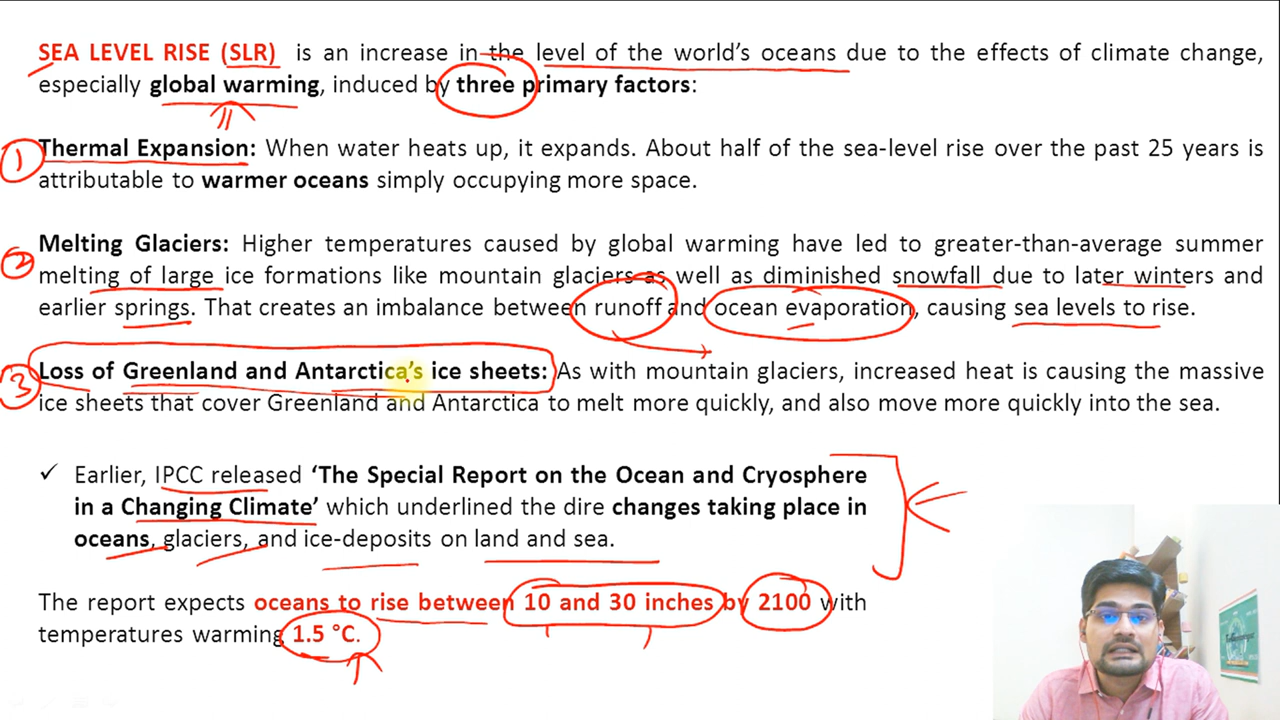 SEA LEVEL RISE (SLR) is an increase in the level of the world's oceans due to the effects of climate change,
especially global warming, induced by three primary factors:
1 Thermal Expansion: When water heats up, it expands. About half of the sea-level rise over the past 25 years is
attributable to warmer oceans simply occupying more space.
2 Melting Glaciers: Higher temperatures caused by global warming have led to greater-than-average summer
melting of large ice formations like mountain glaciers as well as diminished snowfall due to later winters and
earlier springs. That creates an imbalance between runoff and ocean evaporation, causing sea levels to rise.
3 Loss of Greenland and Antarctica's ice sheets: As with mountain glaciers, increased heat is causing the massive
ice sheets that cover Greenland and Antarctica to melt more quickly, and also move more quickly into the sea.
✓ Earlier, IPCC released 'The Special Report on the Ocean and Cryosphere
in a Changing Climate' which underlined the dire changes taking place in
oceans, glaciers, and ice-deposits on land and sea.
The report expects oceans to rise between 10 and 30 inches by 2100 with
temperatures warming 1.5 °C.